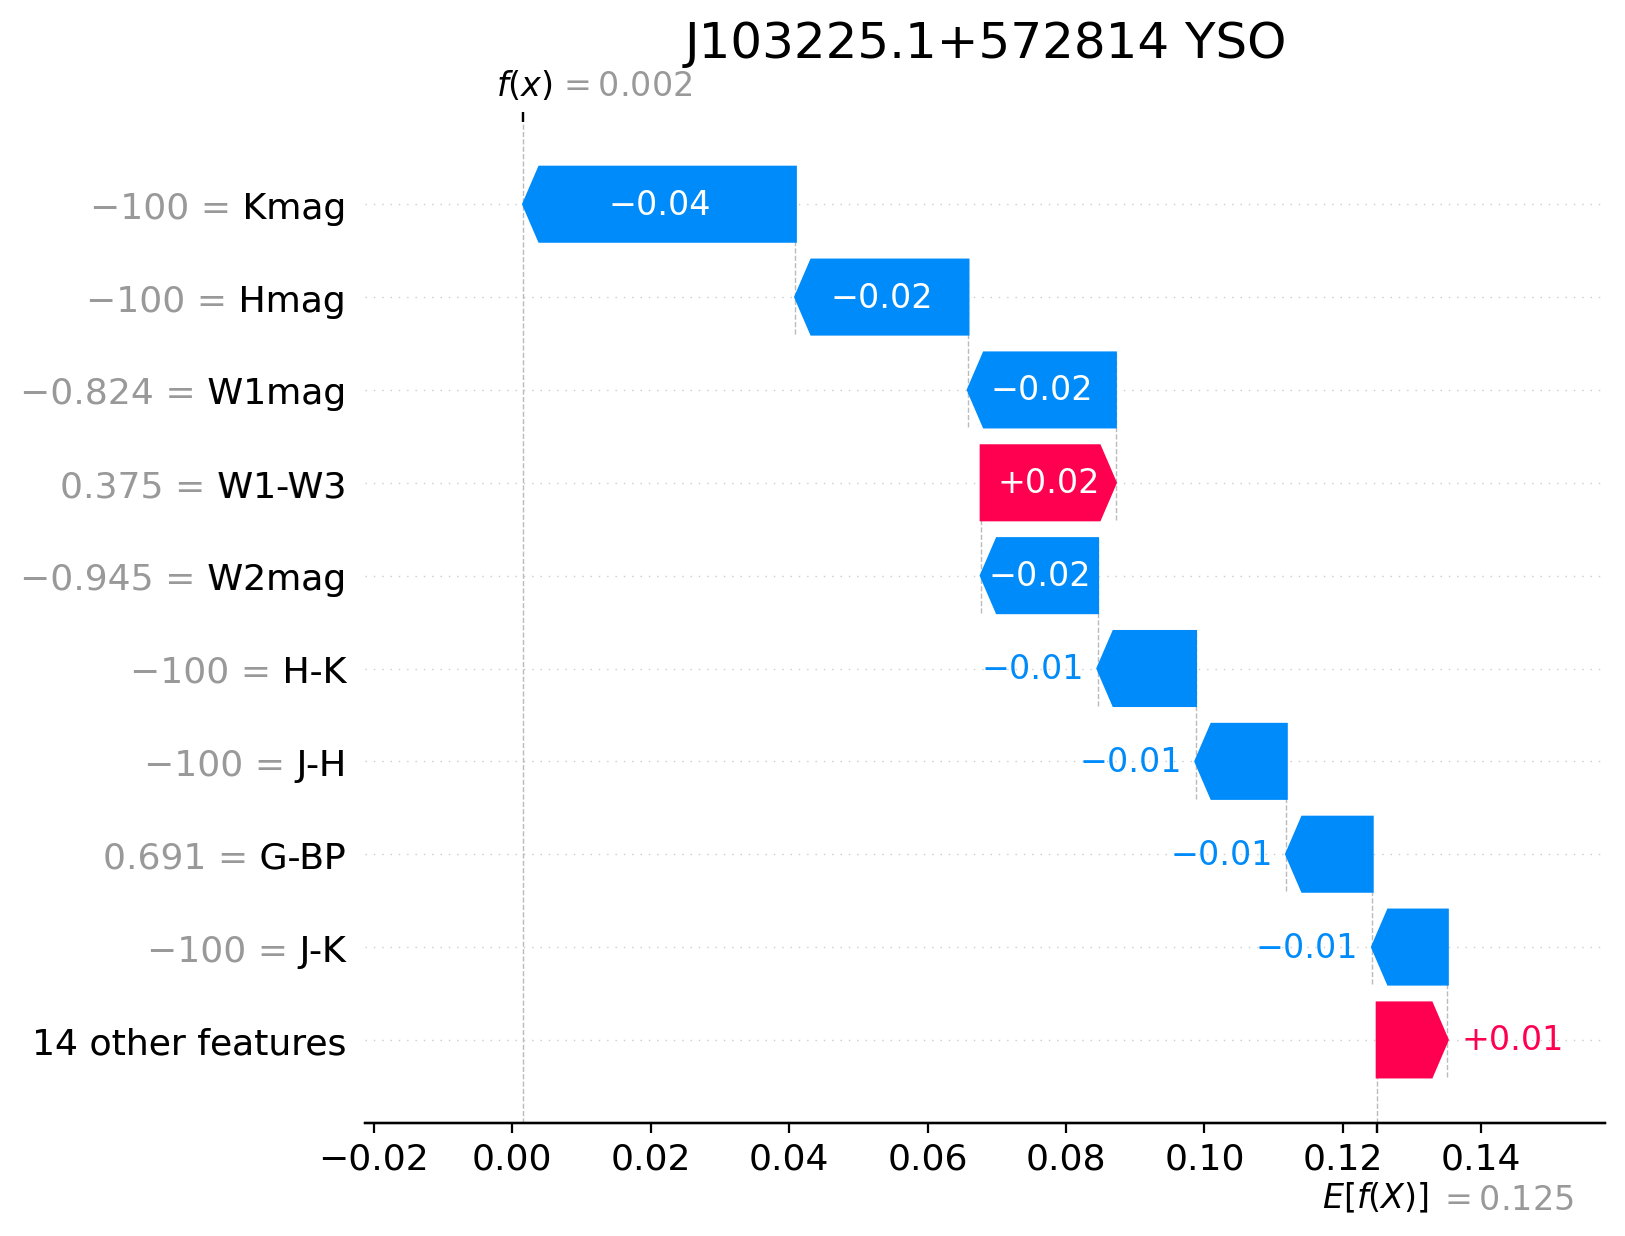 J103225.1+572814 YSO
f(x) = 0.002
−100 = Kmag −0.04
−100 = Hmag −0.02
−0.824 = W1mag −0.02
0.375 = W1-W3 +0.02
−0.945 = W2mag −0.02
−100 = H-K −0.01
−100 = J-H −0.01
0.691 = G-BP −0.01
−100 = J-K −0.01
14 other features +0.01
−0.02 0.00 0.02 0.04 0.06 0.08 0.10 0.12 0.14
E[f(X)] = 0.125